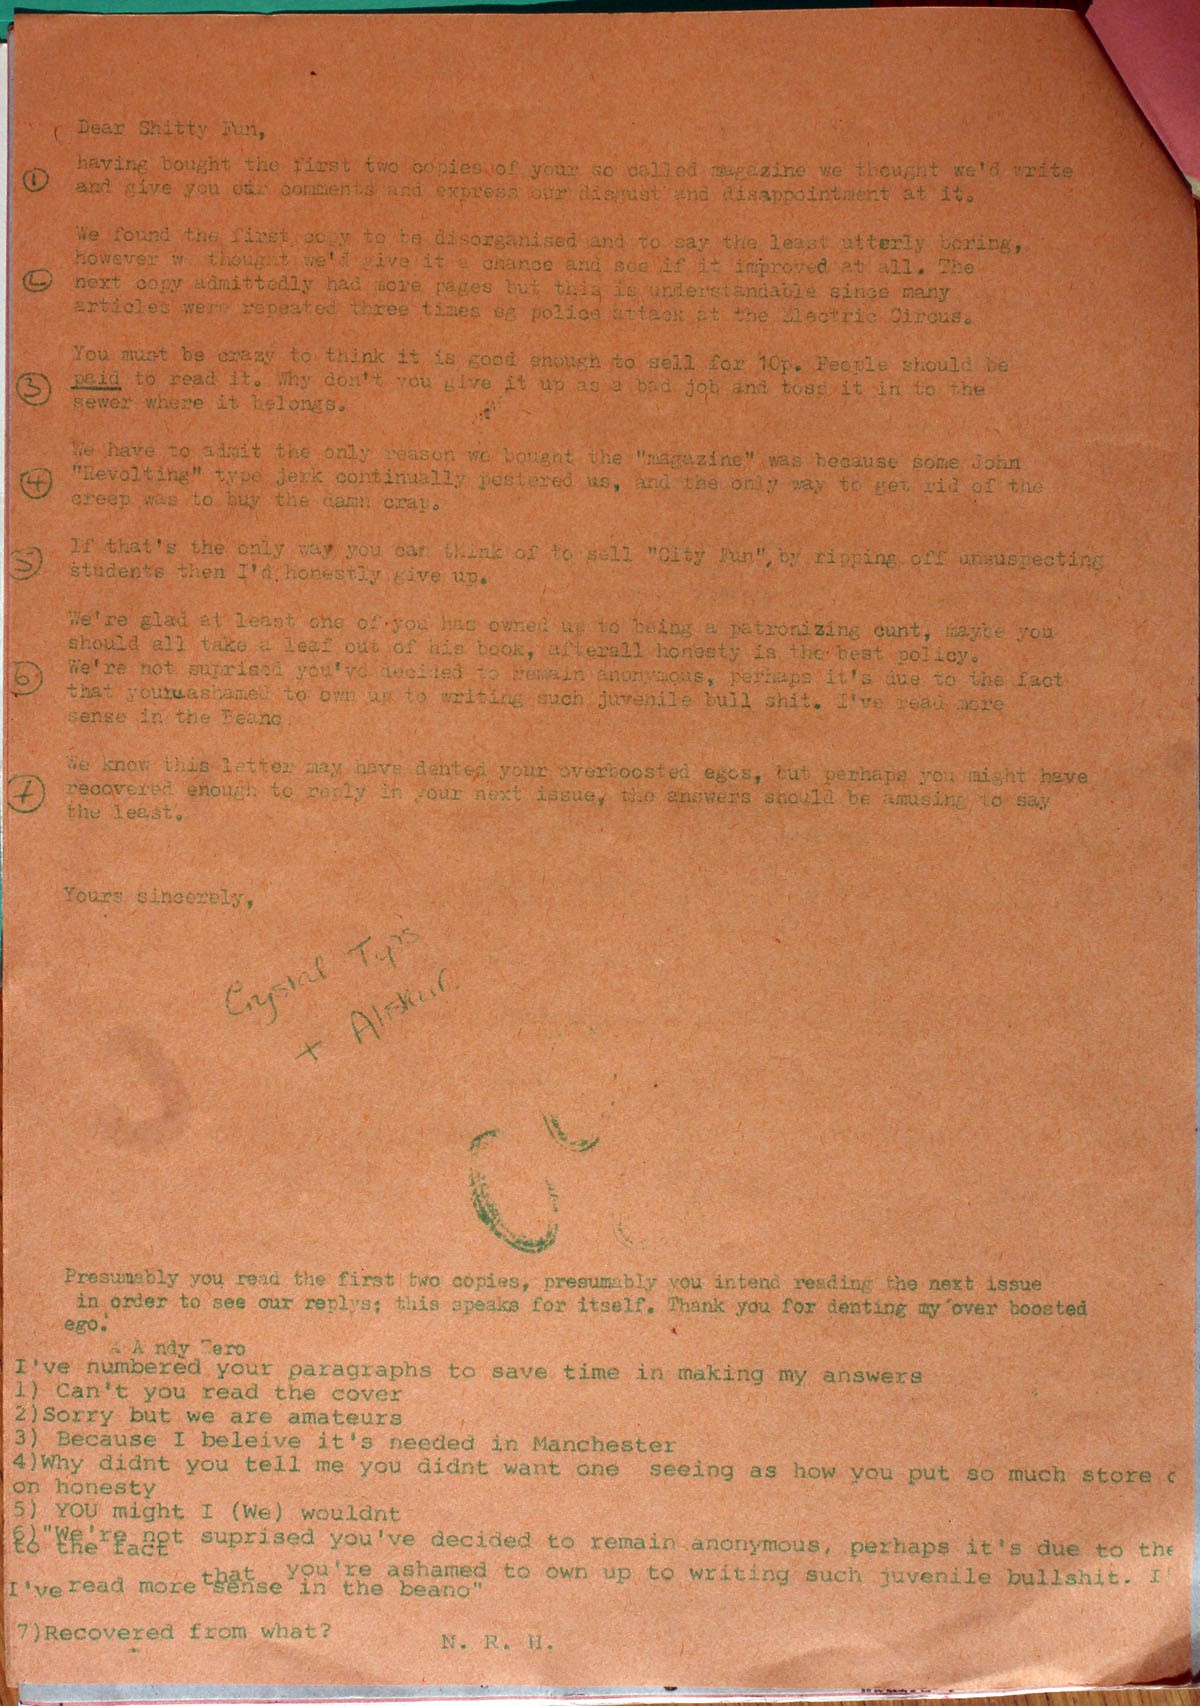 Dear Shitty Fun,
① having bought the first two copies of your so called magazine we thought we'd write
and give you our comments and express our disgust and disappointment at it.
We found the first copy to be disorganised and to say the least utterly boring,
however w thought we'd give it a chance and see if it improved at all. The
② next copy admittedly had more pages but this is understandable since many
articles were repeated three times eg police attack at the Electric Circus.
You must be crazy to think it is good enough to sell for 10p. People should be
③ paid to read it. Why don't you give it up as a bad job and toss it in to the
sewer where it belongs.
We have to admit the only reason we bought the "magazine" was because some John
④ "Revolting" type jerk continually pestered us, and the only way to get rid of the
creep was to buy the damn crap.
If that's the only way you can think of to sell "City Fun", by ripping off unsuspecting
⑤ students then I'd honestly give up.
We're glad at least one of you has owned up to being a patronizing cunt, maybe you
should all take a leaf out of his book, afterall honesty is the best policy.
⑥ We're not suprised you've decided to remain anonymous, perhaps it's due to the fact
that your ashamed to own up to writing such juvenile bull shit. I've read more
sense in the Beano.
We know this letter may have dented your overboosted egos, but perhaps you might have
⑦ recovered enough to reply in your next issue, the answers should be amusing to say
the least.
Yours sincerely,
Crystal Tips
+ Alistair
Presumably you read the first two copies, presumably you intend reading the next issue
in order to see our replys; this speaks for itself. Thank you for denting my over boosted
ego.
A ndy Zero
I've numbered your paragraphs to save time in making my answers
1) Can't you read the cover
2)Sorry but we are amateurs
3) Because I beleive it's needed in Manchester
4)Why didnt you tell me you didnt want one seeing as how you put so much store
on honesty
5) YOU might I (We) wouldnt
6)"We're not suprised you've decided to remain anonymous, perhaps it's due to the
to the fact
that you're ashamed to own up to writing such juvenile bullshit. I'
I've read more sense in the beano"
7)Recovered from what?
N. R. H.